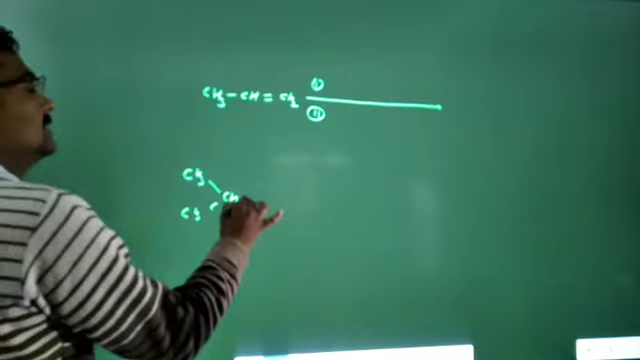 CH₃ – CH = CH₂ (i)
(ii)
CH₃
CH
CH₃